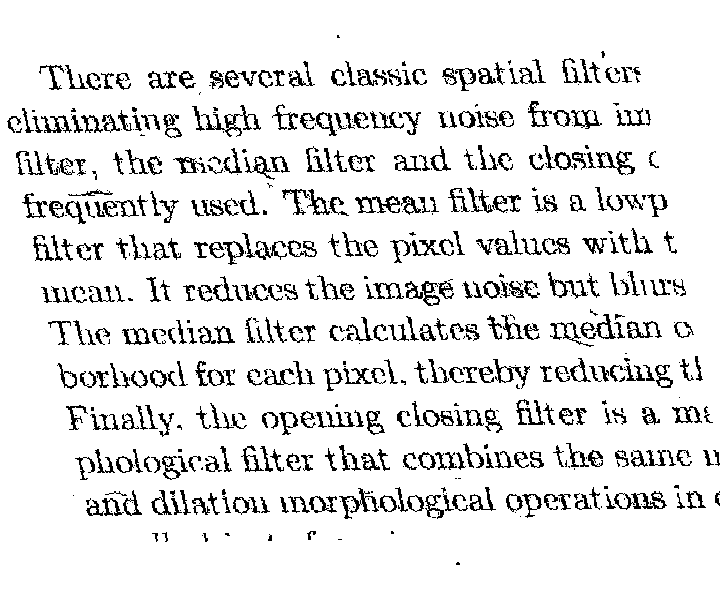 There are several classic spatial filters
eliminating high frequency noise from im
filter, the median filter and the closing
frequently used. The mean filter is a lowp
filter that replaces the pixel values with t
mean. It reduces the image noise but blurs
The median filter calculates the median o
borhood for each pixel, thereby reducing th
Finally, the opening closing filter is a ma
phological filter that combines the same
and dilation morphological operations in